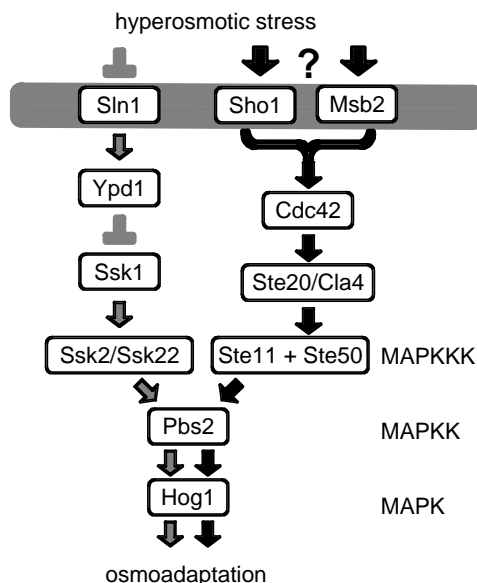 hyperosmotic stress
?
Sln1 Sho1 Msb2
Ypd1
Cdc42
Ssk1
Ste20/Cla4
Ssk2/Ssk22 Ste11 + Ste50 MAPKKK
Pbs2 MAPKK
Hog1 MAPK
osmoadaptation